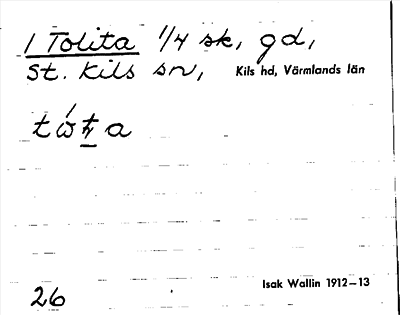 1 Tolita 1/4 sk, gd,
St. Kils sn, Kils hd, Värmlands län
Isak Wallin 1912–13
26